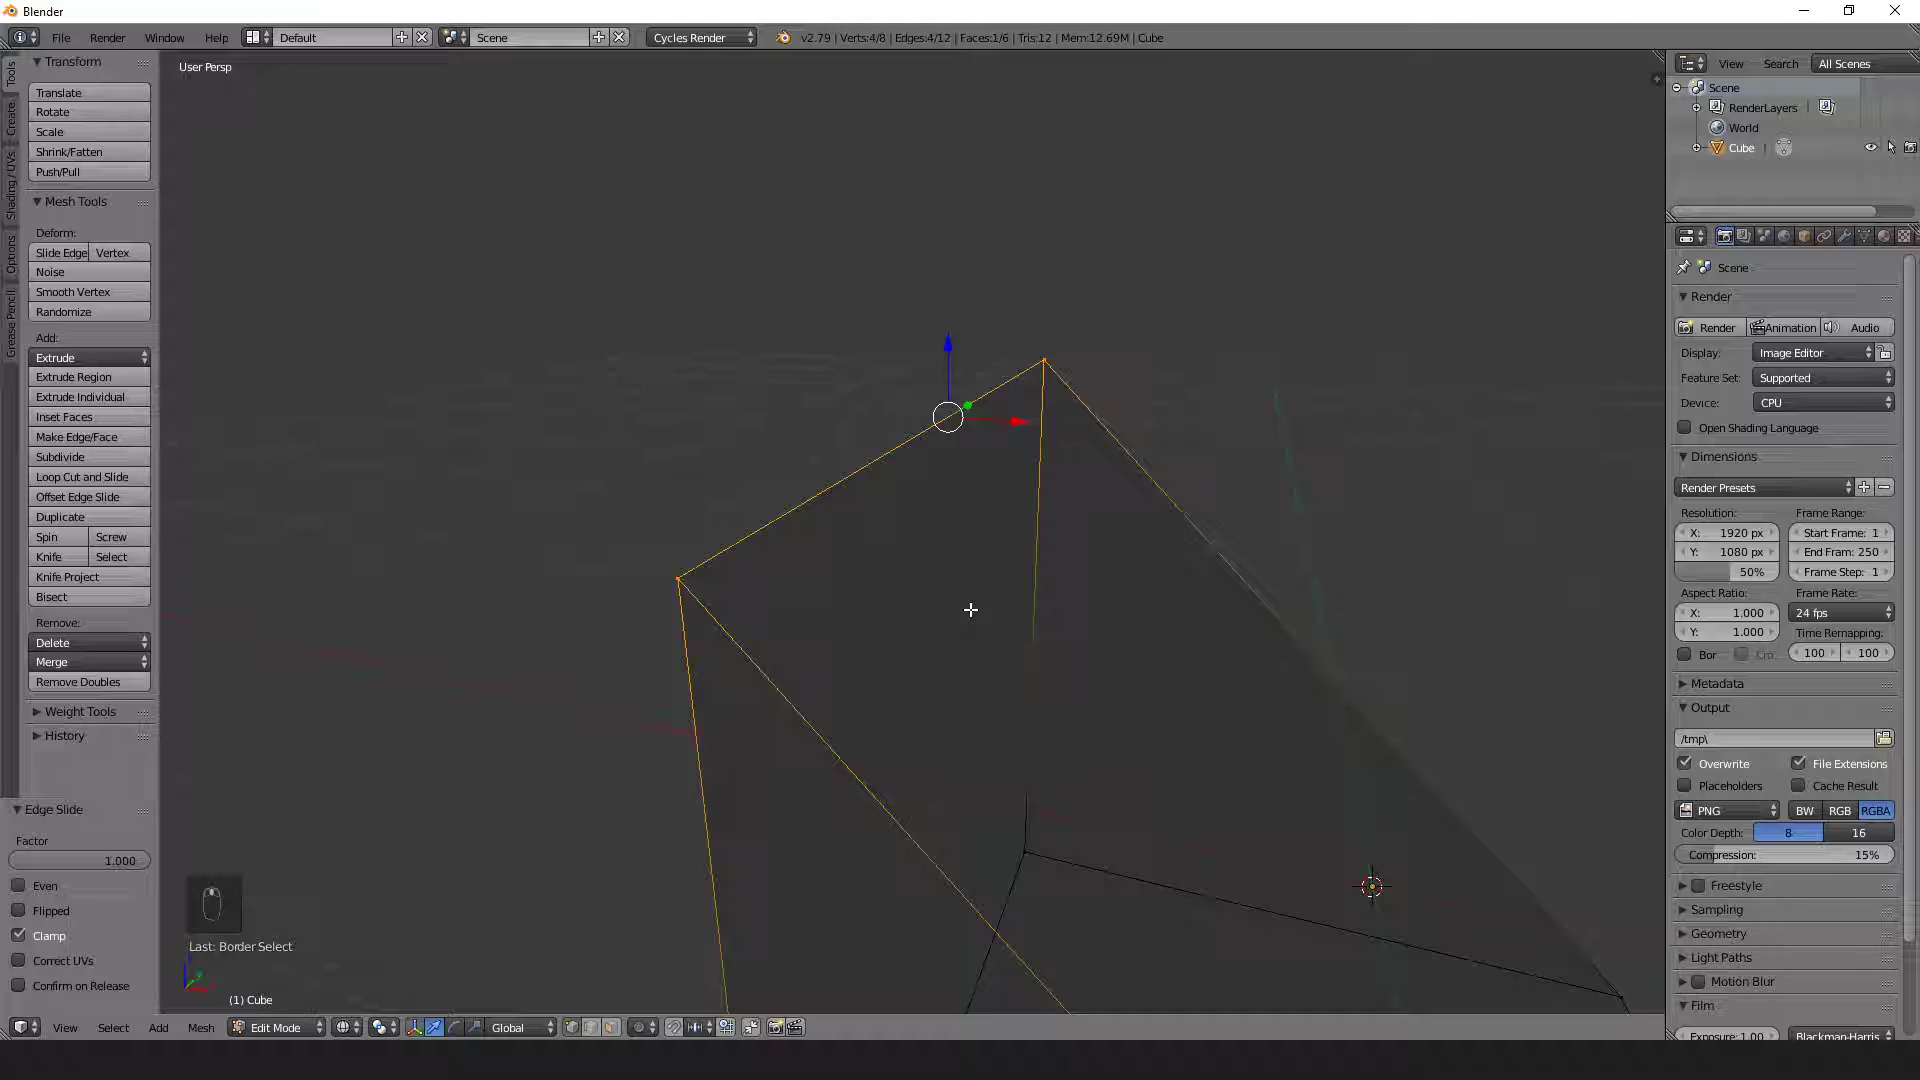 Blender
File Render Window Help Default Scene Cycles Render v2.79 | Verts:4/8 | Edges:4/12 | Faces:1/6 | Tris:12 | Mem:12.69M | Cube
Tools
Create
Shading / UVs
Options
Grease Pencil
Transform
Translate
Rotate
Scale
Shrink/Fatten
Push/Pull
Mesh Tools
Deform:
Slide Edge Vertex
Noise
Smooth Vertex
Randomize
Add:
Extrude
Extrude Region
Extrude Individual
Inset Faces
Make Edge/Face
Subdivide
Loop Cut and Slide
Offset Edge Slide
Duplicate
Spin Screw
Knife Select
Knife Project
Bisect
Remove:
Delete
Merge
Remove Doubles
Weight Tools
History
Edge Slide
Factor
1.000
Even
Flipped
Clamp
Correct UVs
Confirm on Release
User Persp
Last: Border Select
(1) Cube
View Select Add Mesh Edit Mode Global
View Search All Scenes
Scene
RenderLayers |
World
Cube |
Scene
Render
Render Animation Audio
Display: Image Editor
Feature Set: Supported
Device: CPU
Open Shading Language
Dimensions
Render Presets
Resolution: Frame Range:
X: 1920 px Start Frame: 1
Y: 1080 px End Fram: 250
50% Frame Step: 1
Aspect Ratio: Frame Rate:
X: 1.000 24 fps
Y: 1.000 Time Remapping:
Bor Cro 100 100
Metadata
Output
/tmp\
Overwrite File Extensions
Placeholders Cache Result
PNG BW RGB RGBA
Color Depth: 8 16
Compression: 15%
Freestyle
Sampling
Geometry
Light Paths
Motion Blur
Film
Exposure: 1.00 Blackman-Harris